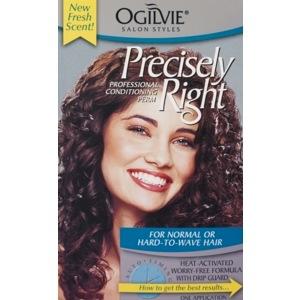 New
Fresh
Scent!
OGILVIE®
SALON STYLES
Precisely
PROFESSIONAL
CONDITIONING
PERM
Right
FOR NORMAL OR
HARD-TO-WAVE HAIR
HEAT-ACTIVATED
WORRY-FREE FORMULA
WITH DRIP GUARD
How to get the best results...
ONE APPLICATION